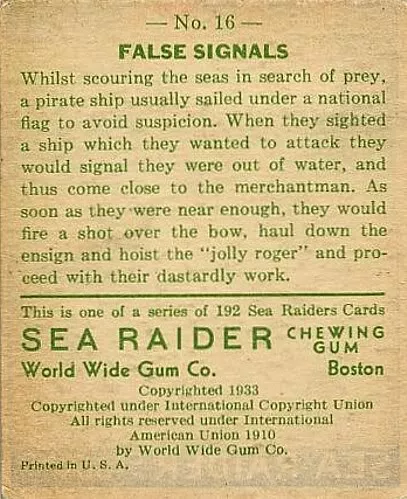 — No. 16 —
FALSE SIGNALS
Whilst scouring the seas in search of prey,
a pirate ship usually sailed under a national
flag to avoid suspicion. When they sighted
a ship which they wanted to attack they
would signal they were out of water, and
thus come close to the merchantman. As
soon as they were near enough, they would
fire a shot over the bow, haul down the
ensign and hoist the "jolly roger" and pro-
ceed with their dastardly work.
This is one of a series of 192 Sea Raiders Cards
SEA RAIDER CHEWING GUM
World Wide Gum Co. Boston
Copyrighted 1933
Copyrighted under International Copyright Union
All rights reserved under International
American Union 1910
by World Wide Gum Co.
Printed in U. S. A.